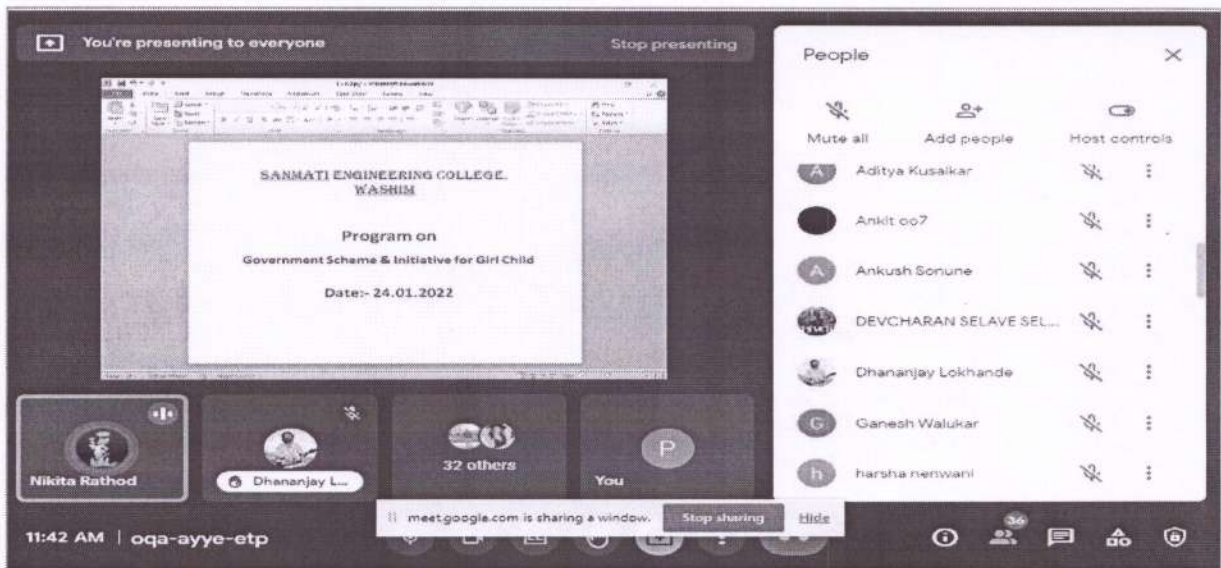 You're presenting to everyone
Stop presenting
SANMATI ENGINEERING COLLEGE,
WASHIM
Program on
Government Scheme & Initiative for Girl Child
Date:- 24.01.2022
Nikita Rathod
Dhananjay L...
32 others
P
You
meet.google.com is sharing a window.
Stop sharing
Hide
11:42 AM | oqa-ayye-etp
36
People
Mute all
Add people
Host controls
A
Aditya Kusalkar
Ankit oo7
A
Ankush Sonune
DEVCHARAN SELAVE SEL...
Dhananjay Lokhande
G
Ganesh Walukar
h
harsha nenwani